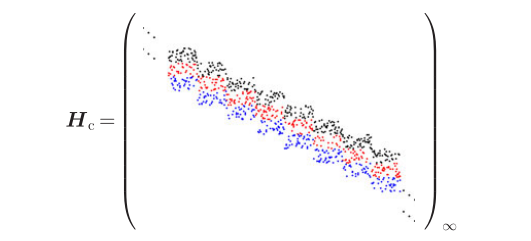 H_c = ( ⋱ ⋱ )_∞